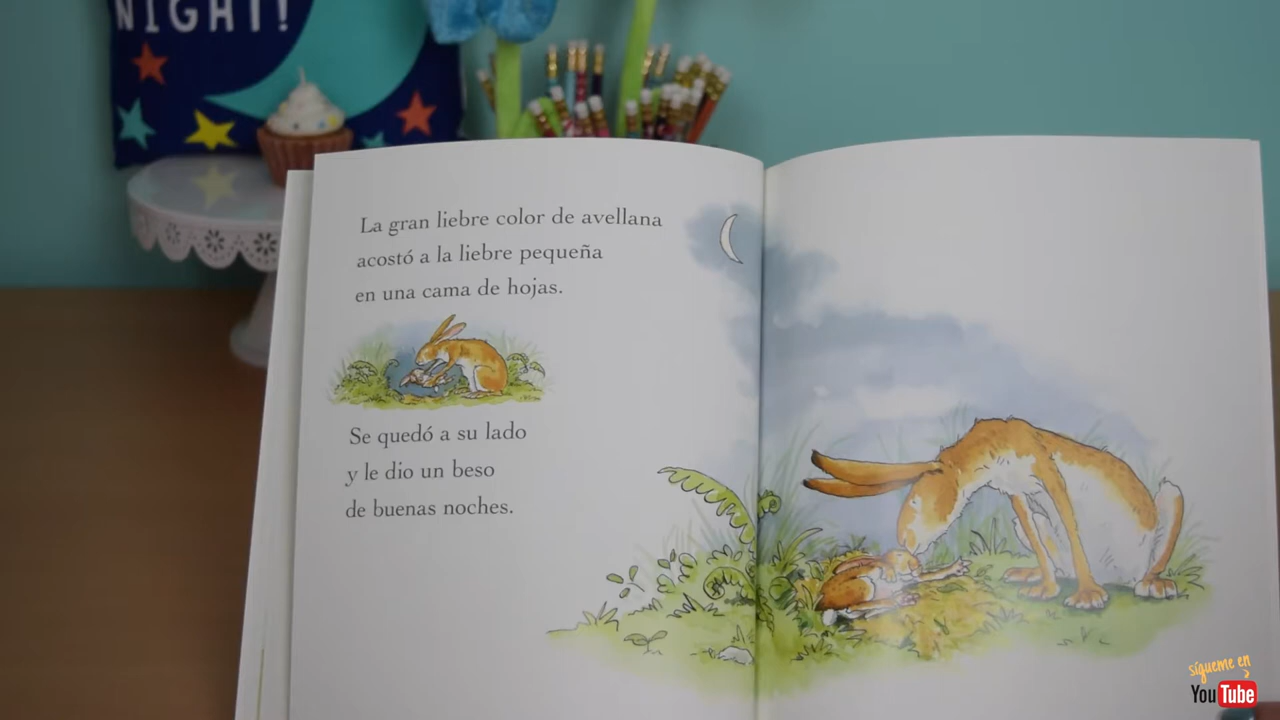 NIGHT!
La gran liebre color de avellana
acostó a la liebre pequeña
en una cama de hojas.
Se quedó a su lado
y le dio un beso
de buenas noches.
sígueme en
YouTube